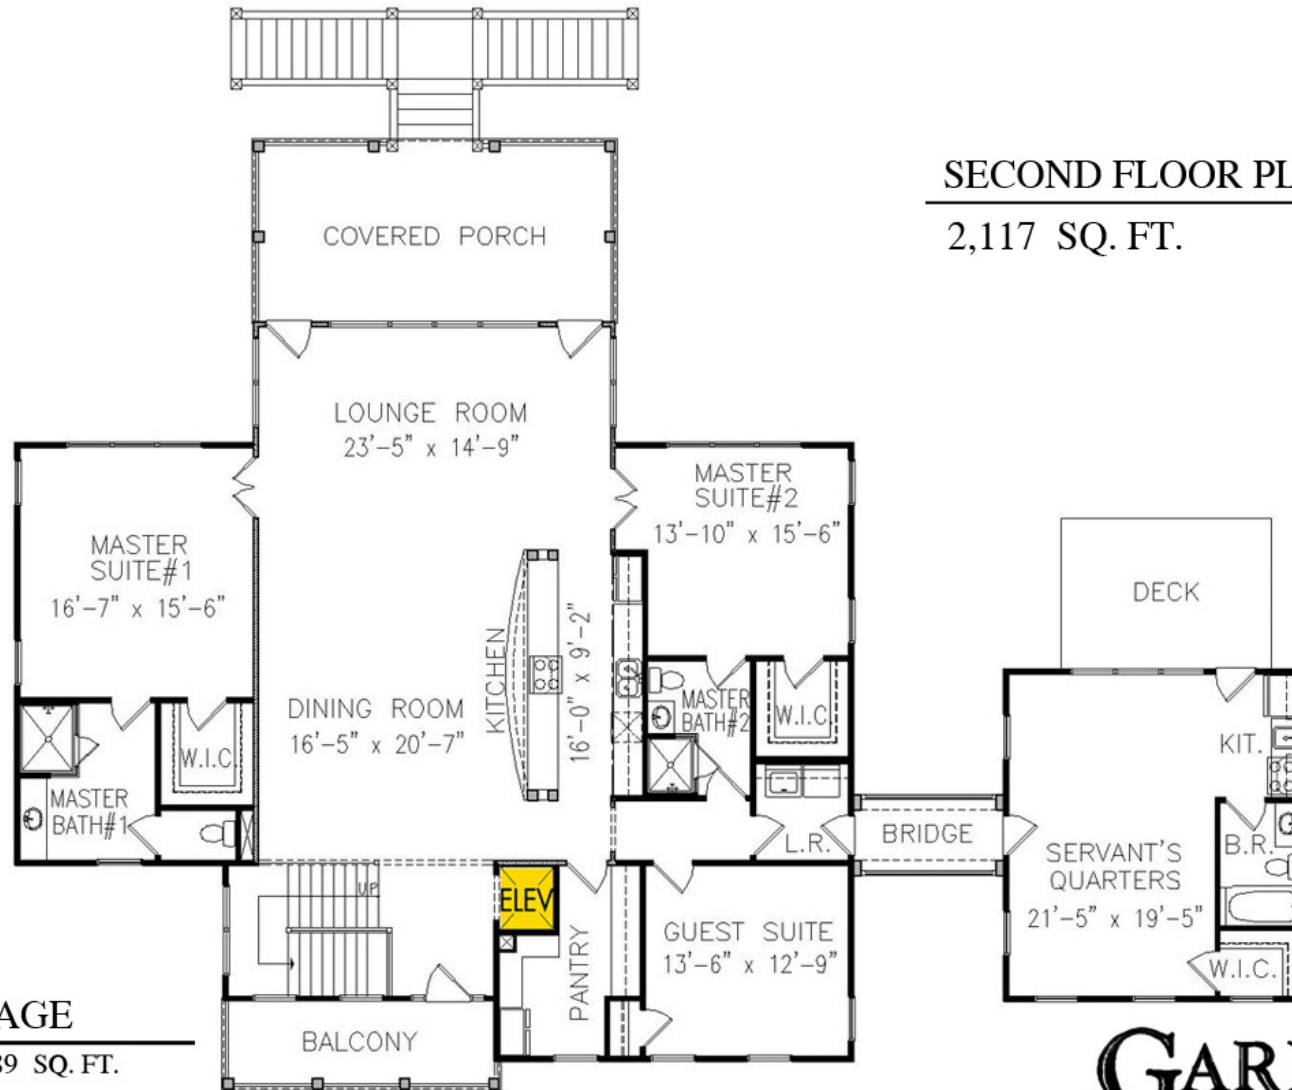 SECOND FLOOR PL
2,117 SQ. FT.
COVERED PORCH
LOUNGE ROOM
23'-5" x 14'-9"
MASTER
SUITE#2
13'-10" x 15'-6"
MASTER
SUITE#1
16'-7" x 15'-6"
DECK
KITCHEN
16'-0" x 9'-2"
DINING ROOM
16'-5" x 20'-7"
MASTER
BATH#2
W.I.C.
W.I.C.
KIT.
MASTER
BATH#1
L.R.
BRIDGE
B.R.
SERVANT'S
QUARTERS
21'-5" x 19'-5"
UP
ELEV
GUEST SUITE
13'-6" x 12'-9"
PANTRY
W.I.C.
AGE
39 SQ. FT.
BALCONY
GAR